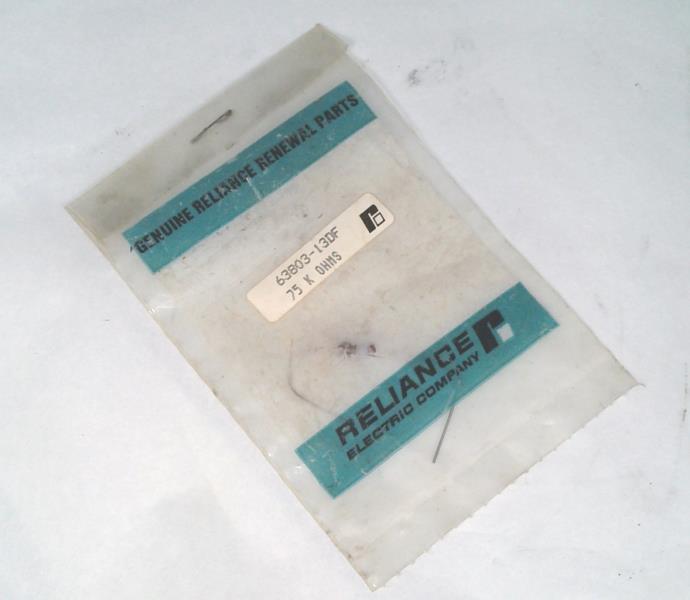 GENUINE RELIANCE RENEWAL PARTS
63803-13DF
75 K OHMS
RELIANCE
ELECTRIC COMPANY